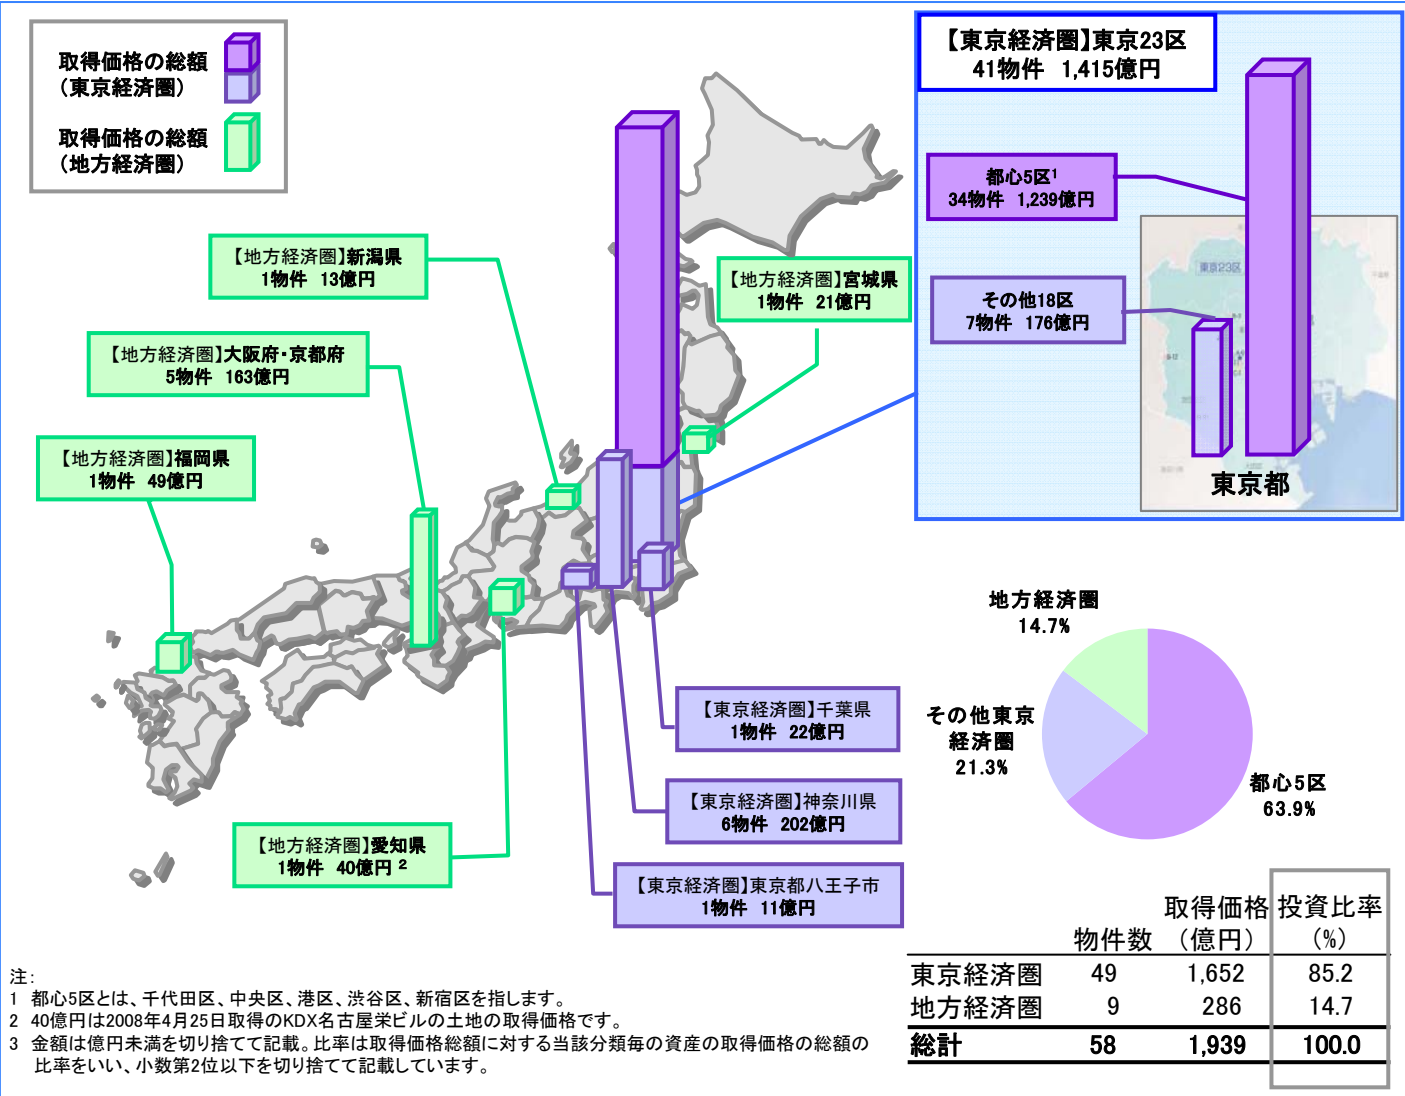 取得価格の総額
（東京経済圏）
取得価格の総額
（地方経済圏）
【東京経済圏】東京23区
41物件 1,415億円
都心5区¹
34物件 1,239億円
その他18区
7物件 176億円
東京23区
東京都
【地方経済圏】新潟県
1物件 13億円
【地方経済圏】宮城県
1物件 21億円
【地方経済圏】大阪府・京都府
5物件 163億円
【地方経済圏】福岡県
1物件 49億円
【東京経済圏】千葉県
1物件 22億円
【東京経済圏】神奈川県
6物件 202億円
【地方経済圏】愛知県
1物件 40億円 ²
【東京経済圏】東京都八王子市
1物件 11億円
地方経済圏
14.7%
その他東京
経済圏
21.3%
都心5区
63.9%
取得価格 投資比率
物件数 （億円） （%）
東京経済圏 49 1,652 85.2
地方経済圏 9 286 14.7
総計 58 1,939 100.0
注：
1 都心5区とは、千代田区、中央区、港区、渋谷区、新宿区を指します。
2 40億円は2008年4月25日取得のKDX名古屋栄ビルの土地の取得価格です。
3 金額は億円未満を切り捨てて記載。比率は取得価格総額に対する当該分類毎の資産の取得価格の総額の
比率をいい、小数第2位以下を切り捨てて記載しています。